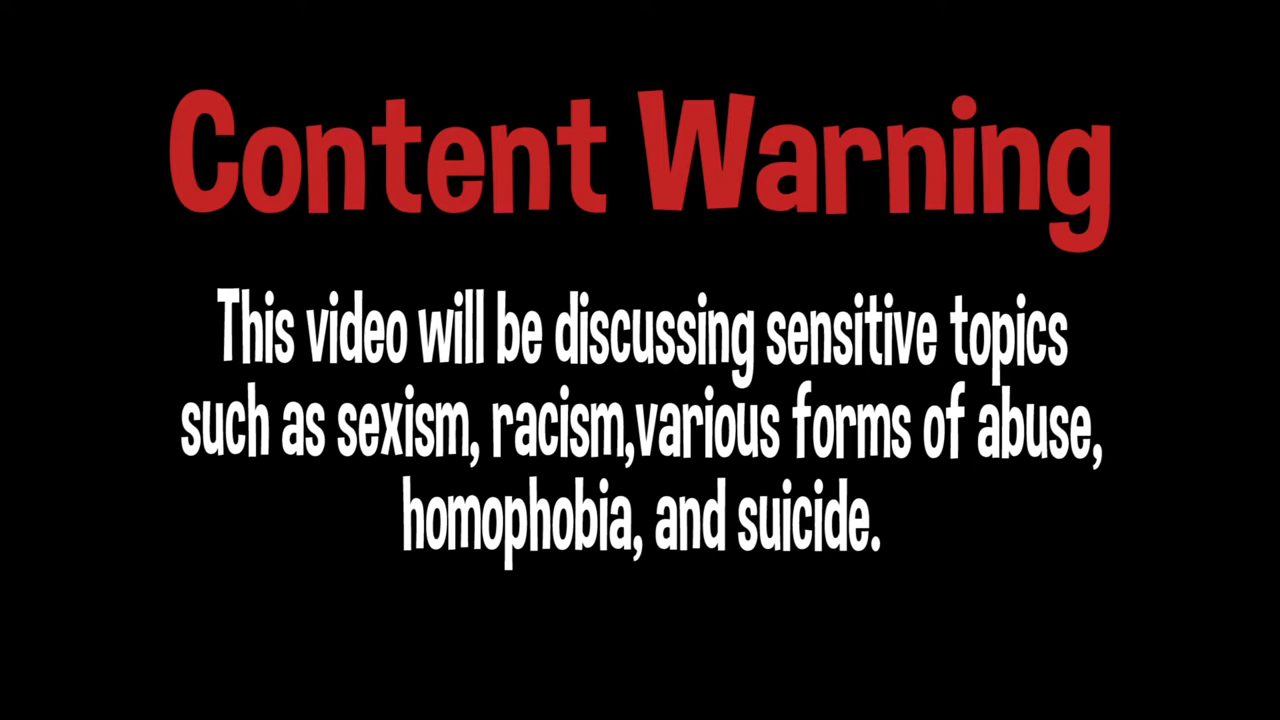 Content Warning
This video will be discussing sensitive topics
such as sexism, racism,various forms of abuse,
homophobia, and suicide.